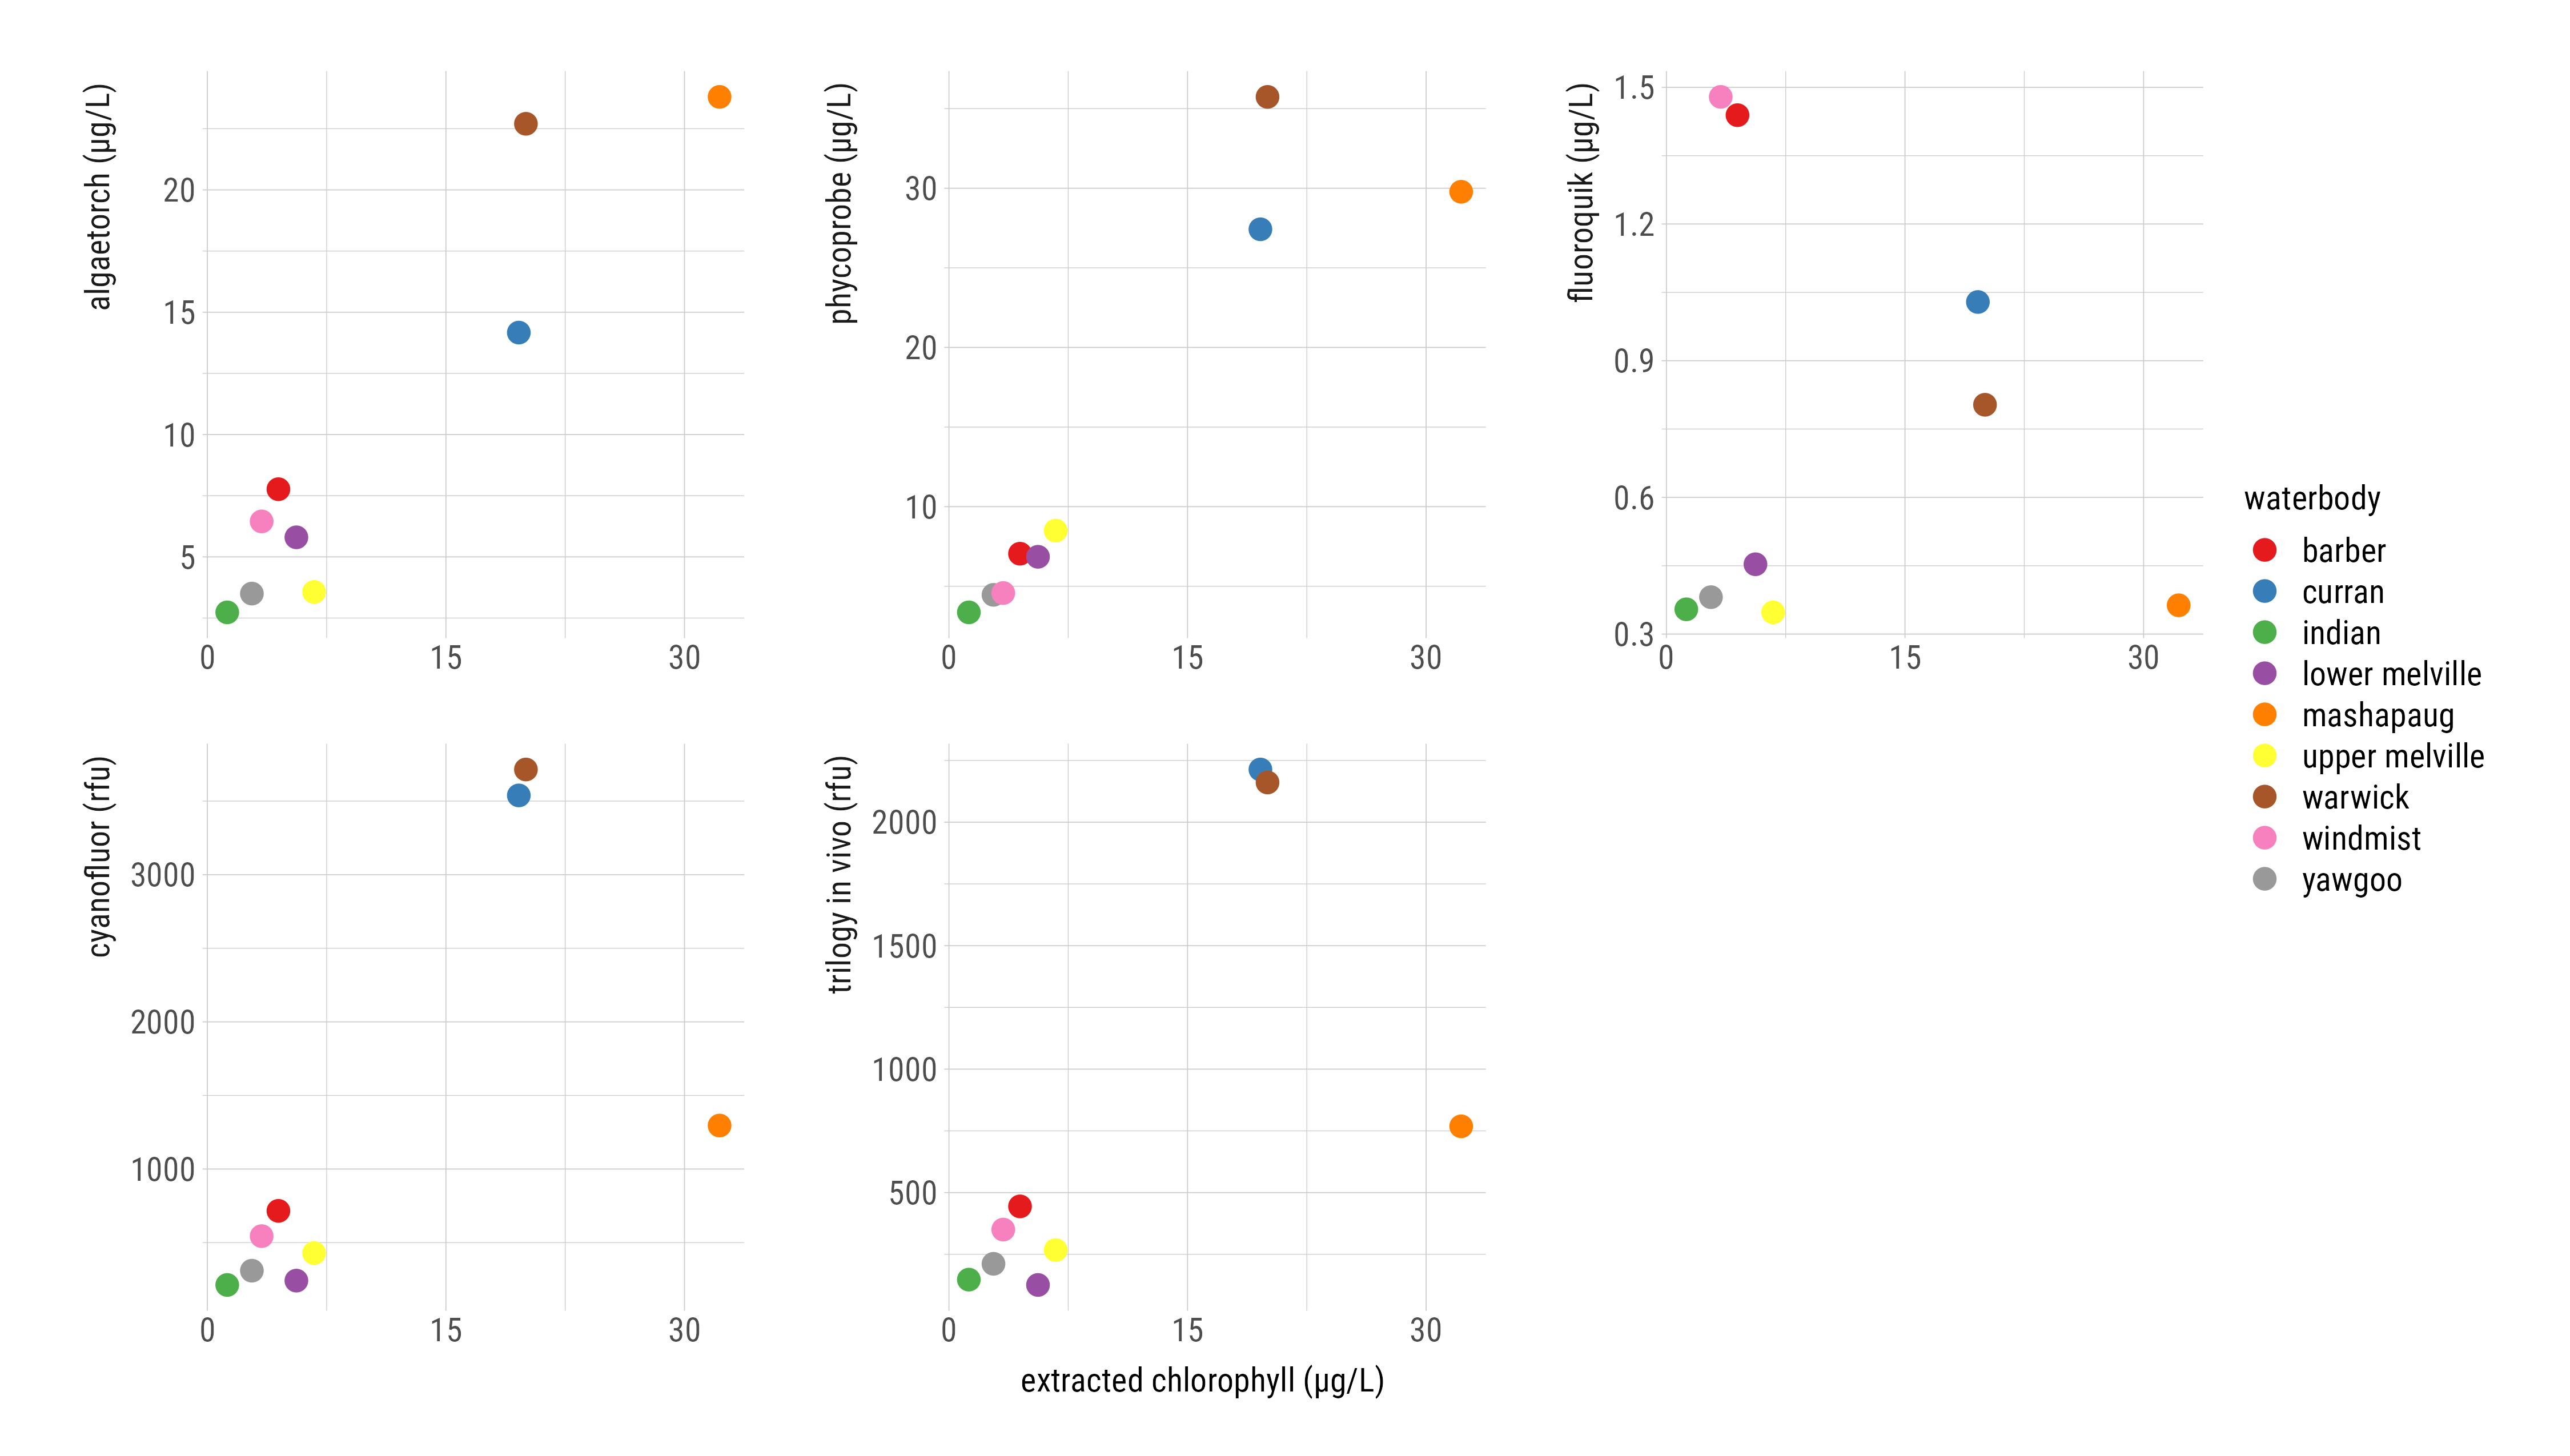 algaetorch (µg/L)
20
15
10
5
0 15 30
phycoprobe (µg/L)
30
20
10
0 15 30
fluoroquik (µg/L)
1.5
1.2
0.9
0.6
0.3
0 15 30
cyanofluor (rfu)
3000
2000
1000
0 15 30
trilogy in vivo (rfu)
2000
1500
1000
500
0 15 30
extracted chlorophyll (µg/L)
waterbody
barber
curran
indian
lower melville
mashapaug
upper melville
warwick
windmist
yawgoo